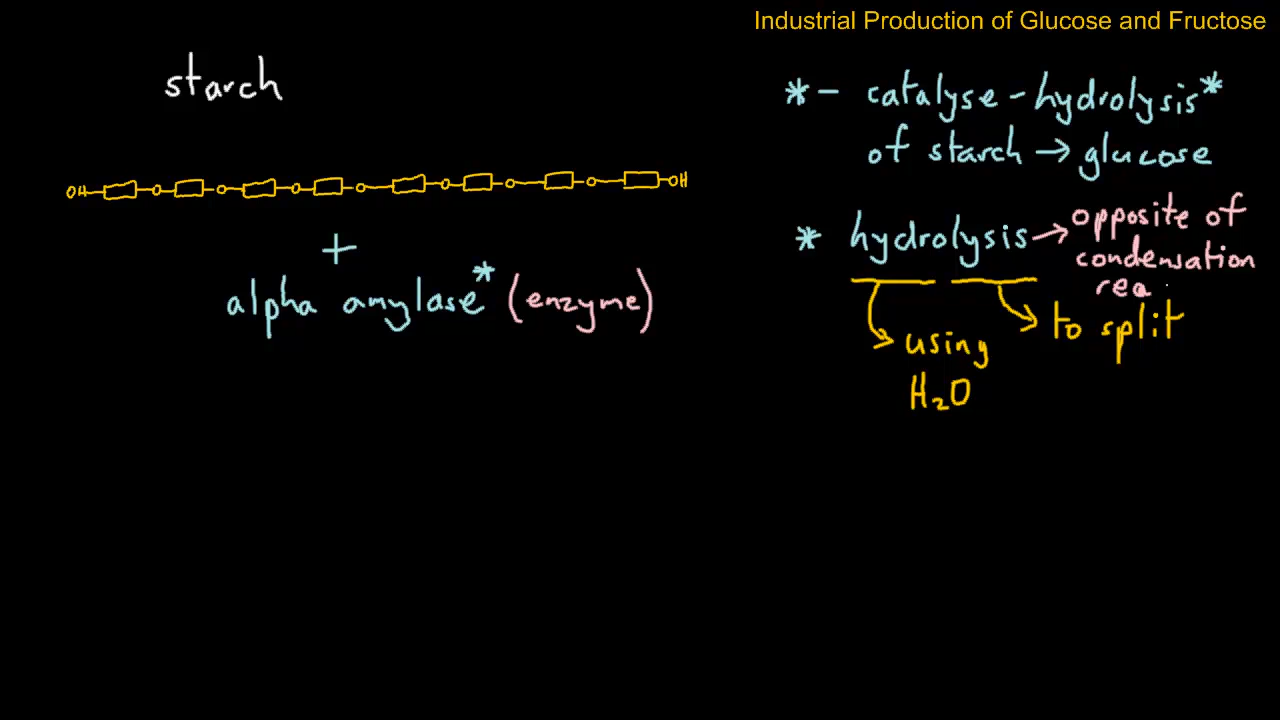 Industrial Production of Glucose and Fructose
starch
OH O O O O O O O OH
+
alpha amylase* (enzyme)
*- catalyse - hydrolysis*
of starch → glucose
* hydrolysis → opposite of
condensation
rea
using
H₂O
to split